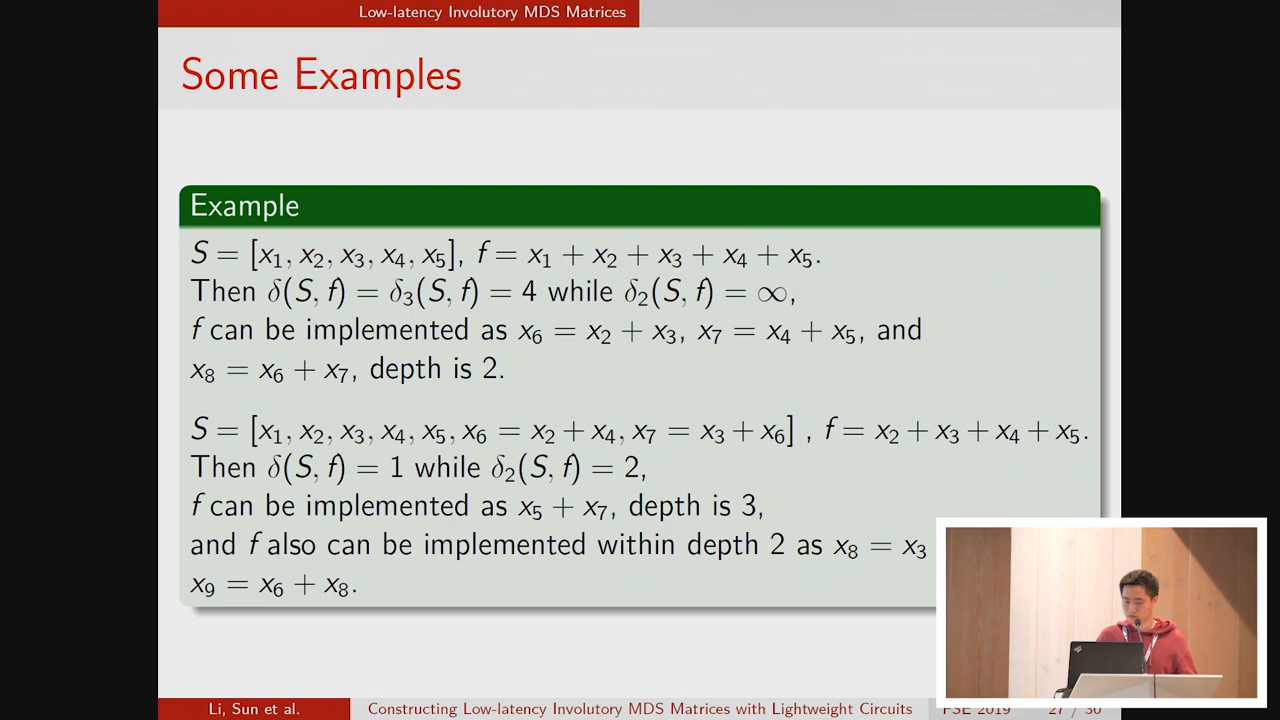 Low-latency Involutory MDS Matrices
Some Examples
Example
S = [x₁, x₂, x₃, x₄, x₅], f = x₁ + x₂ + x₃ + x₄ + x₅.
Then δ(S, f) = δ₃(S, f) = 4 while δ₂(S, f) = ∞,
f can be implemented as x₆ = x₂ + x₃, x₇ = x₄ + x₅, and
x₈ = x₆ + x₇, depth is 2.
S = [x₁, x₂, x₃, x₄, x₅, x₆ = x₂ + x₄, x₇ = x₃ + x₆] , f = x₂ + x₃ + x₄ + x₅.
Then δ(S, f) = 1 while δ₂(S, f) = 2,
f can be implemented as x₅ + x₇, depth is 3,
and f also can be implemented within depth 2 as x₈ = x₃
x₉ = x₆ + x₈.
Li, Sun et al.
Constructing Low-latency Involutory MDS Matrices with Lightweight Circuits
FSE 2019
27 / 30